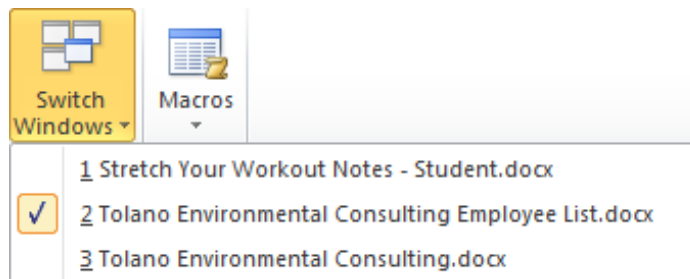 Switch Macros
Windows
1 Stretch Your Workout Notes - Student.docx
2 Tolano Environmental Consulting Employee List.docx
3 Tolano Environmental Consulting.docx